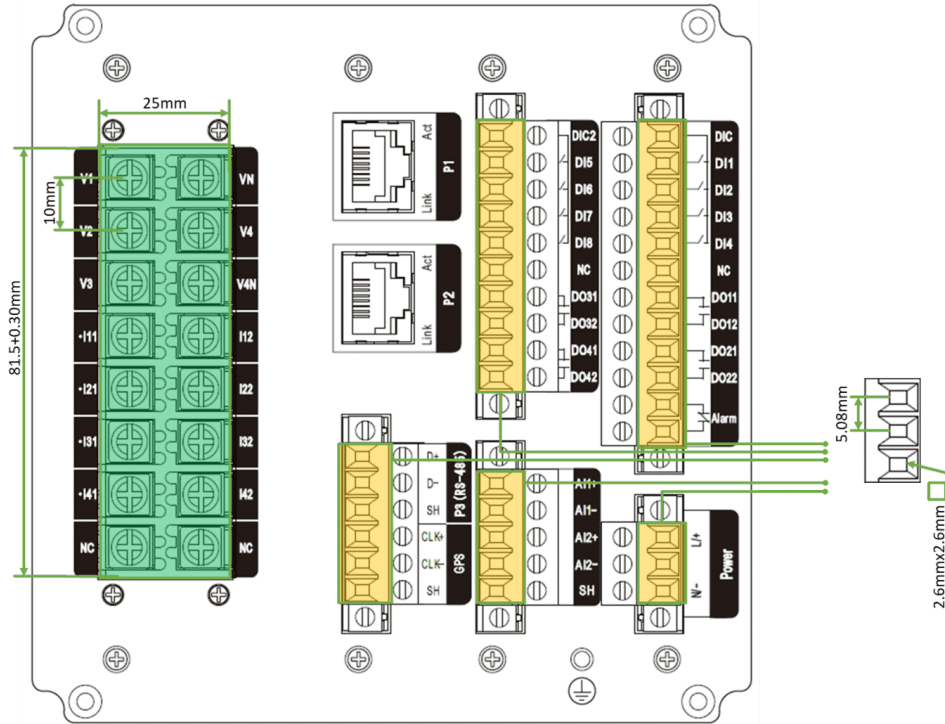 25mm
81.5+0.30mm
10mm
V1
VN
V2
V4
V3
V4N
·I11
I12
·I21
I22
·I31
I32
·I41
I42
NC
NC
Act
P1
Link
Act
P2
Link
DIC2
DI5
DI6
DI7
DI8
NC
DO31
DO32
DO41
DO42
DIC
DI1
DI2
DI3
DI4
NC
DO11
DO12
DO21
DO22
Alarm
D+
D-
SH
P3 (RS-485)
CLK+
CLK-
SH
GPS
AI1+
AI1-
AI2+
AI2-
SH
L/+
N/-
Power
5.08mm
2.6mmx2.6mm